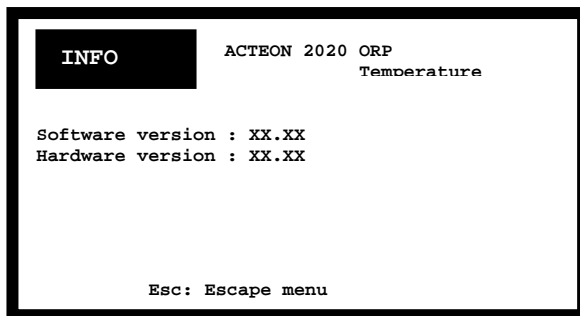 INFO
ACTEON 2020 ORP
Temperature
Software version : XX.XX
Hardware version : XX.XX
Esc: Escape menu